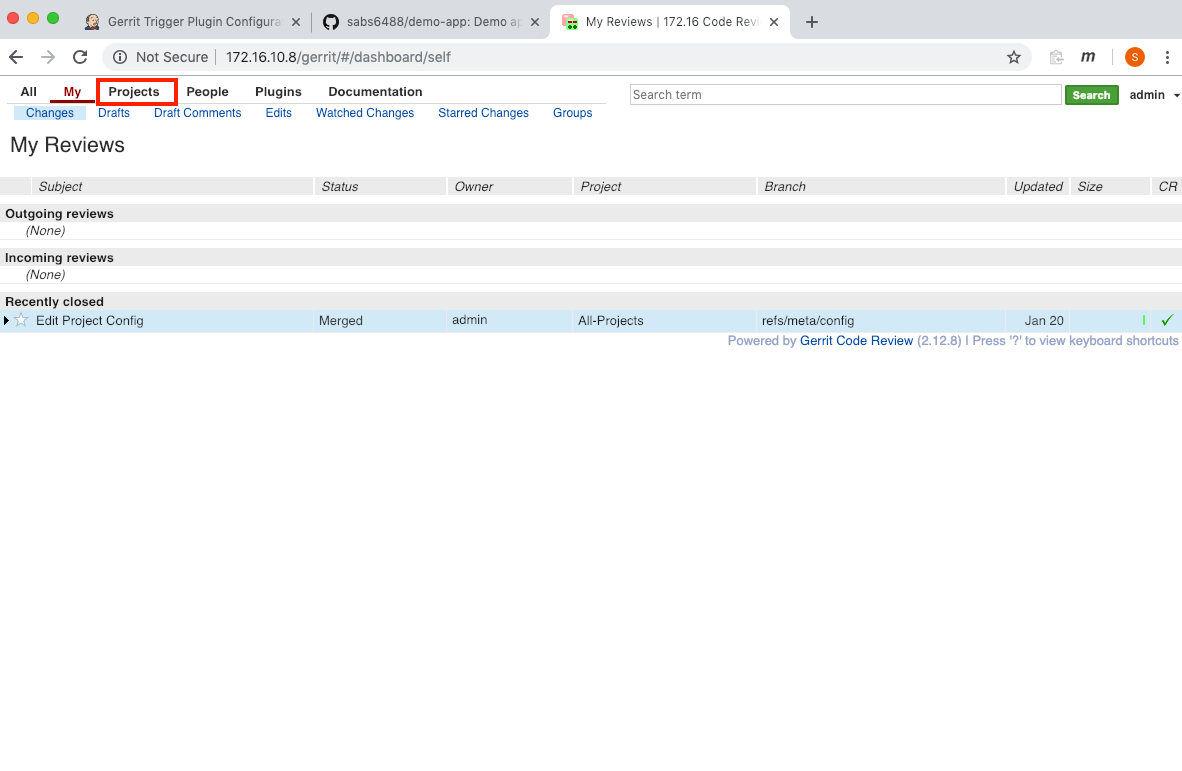 Gerrit Trigger Plugin Configura
sabs6488/demo-app: Demo ap
My Reviews | 172.16 Code Revi
Not Secure
172.16.10.8/gerrit/#/dashboard/self
m
S
All My Projects People Plugins Documentation
Search term
Search
admin
Changes Drafts Draft Comments Edits Watched Changes Starred Changes Groups
My Reviews
Subject Status Owner Project Branch Updated Size CR
Outgoing reviews
(None)
Incoming reviews
(None)
Recently closed
Edit Project Config Merged admin All-Projects refs/meta/config Jan 20
Powered by Gerrit Code Review (2.12.8) | Press '?' to view keyboard shortcuts